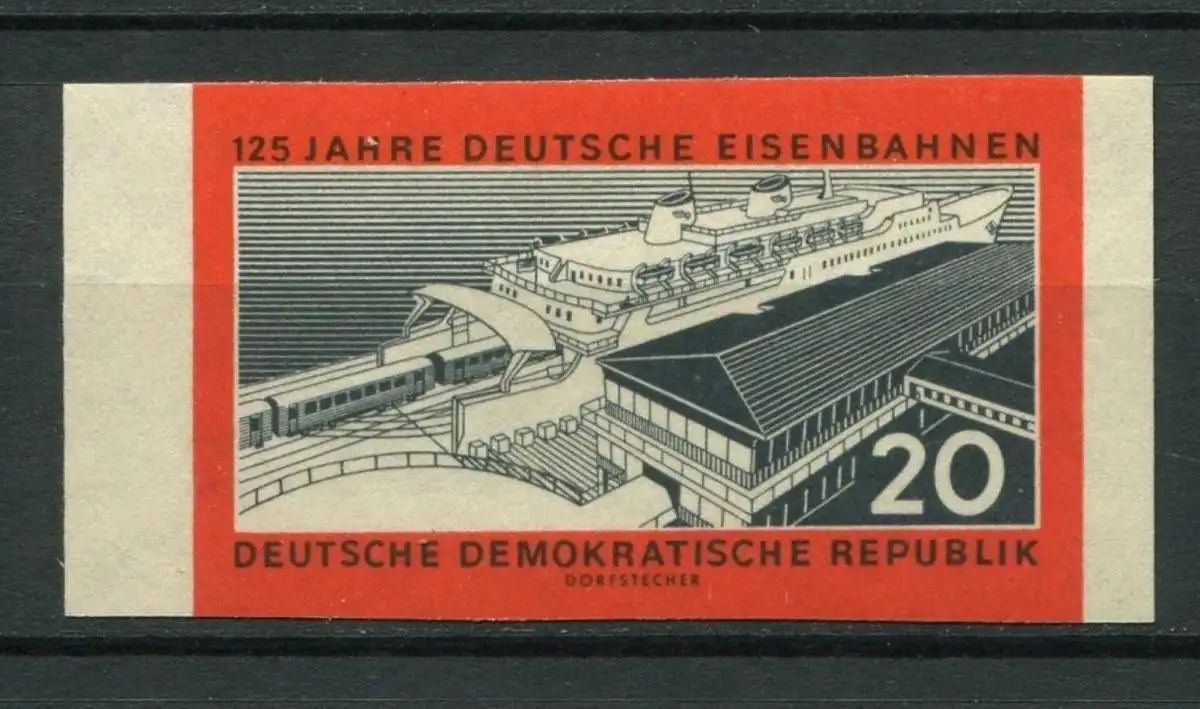 125 JAHRE DEUTSCHE EISENBAHNEN
20
DEUTSCHE DEMOKRATISCHE REPUBLIK
DORFSTECHER